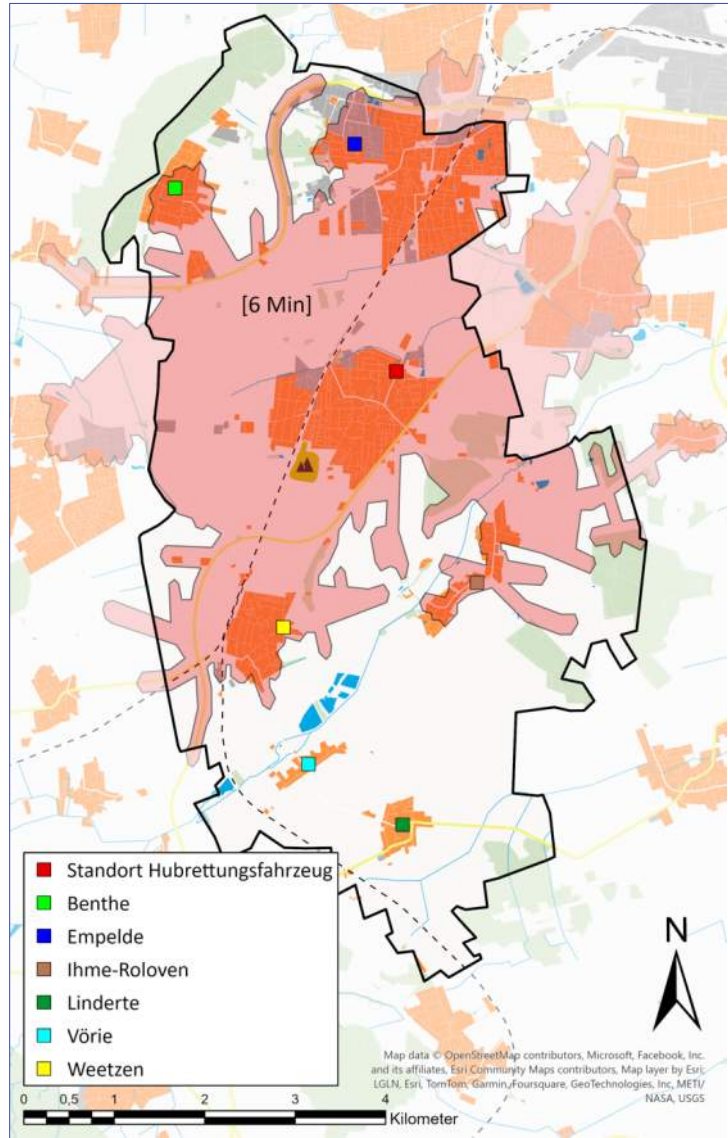 [6 Min]
Standort Hubrettungsfahrzeug
Benthe
Empelde
Ihme-Roloven
Linderte
Vörie
Weetzen
N
Map data © OpenStreetMap contributors, Microsoft, Facebook, Inc.
and its affiliates, Esri Community Maps contributors, Map layer by Esri;
LGLN, Esri, TomTom, Garmin, Foursquare, GeoTechnologies, Inc, METI/
NASA, USGS
0 0,5 1 2 3 4
Kilometer